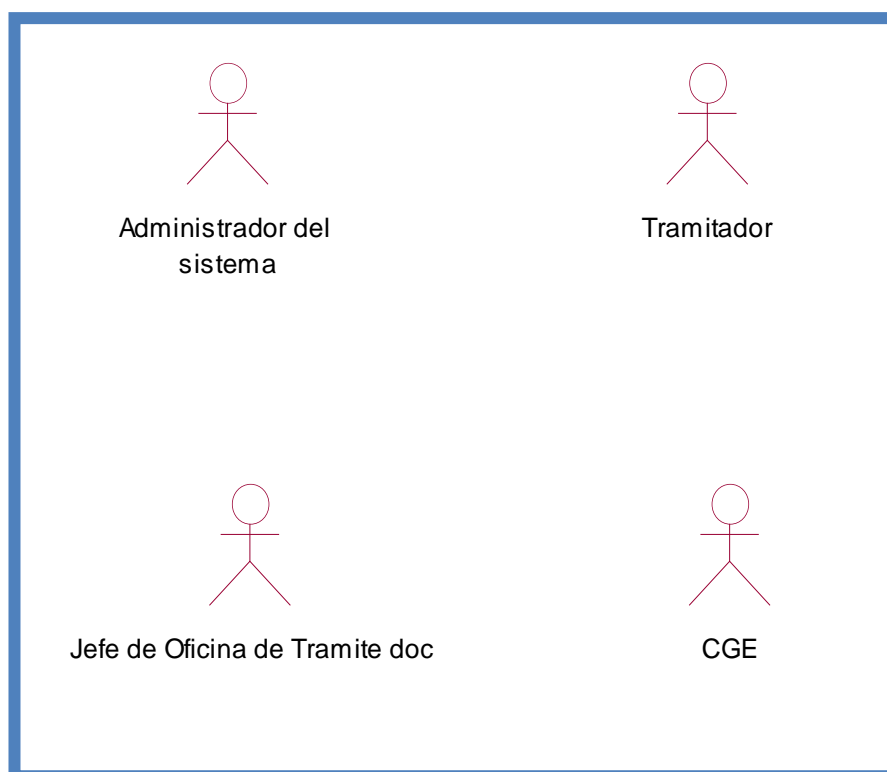 Administrador del
sistema
Tramitador
Jefe de Oficina de Tramite doc
CGE